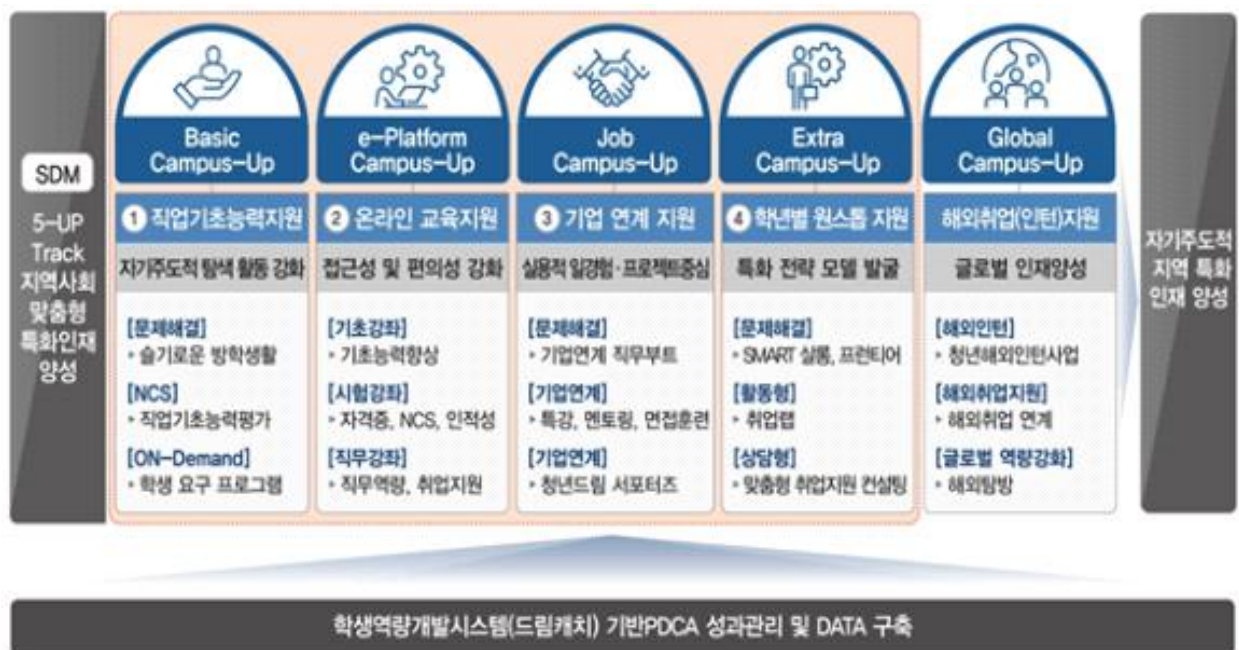 SDM
5-UP
Track
지역사회
맞춤형
특화인재
양성
Basic
Campus-Up
① 직업기초능력지원
자기주도적 탐색 활동 강화
[문제해결]
▸ 슬기로운 방학생활
[NCS]
▸ 직업기초능력평가
[ON-Demand]
▸ 학생 요구 프로그램
e-Platform
Campus-Up
② 온라인 교육지원
접근성 및 편의성 강화
[기초강좌]
▸ 기초능력향상
[시험강좌]
▸ 자격증, NCS, 인적성
[직무강좌]
▸ 직무역량, 취업지원
Job
Campus-Up
③ 기업 연계 지원
실용적 일경험·프로젝트중심
[문제해결]
▸ 기업연계 직무부트
[기업연계]
▸ 특강, 멘토링, 면접훈련
[기업연계]
▸ 청년드림 서포터즈
Extra
Campus-Up
④ 학년별 원스톱 지원
특화 전략 모델 발굴
[문제해결]
▸ SMART 살롱, 프런티어
[활동형]
▸ 취업랩
[상담형]
▸ 맞춤형 취업지원 컨설팅
Global
Campus-Up
해외취업(인턴)지원
글로벌 인재양성
[해외인턴]
▸ 청년해외인턴사업
[해외취업지원]
▸ 해외취업 연계
[글로벌 역량강화]
▸ 해외탐방
자기주도적
지역 특화
인재 양성
학생역량개발시스템(드림캐치) 기반PDCA 성과관리 및 DATA 구축